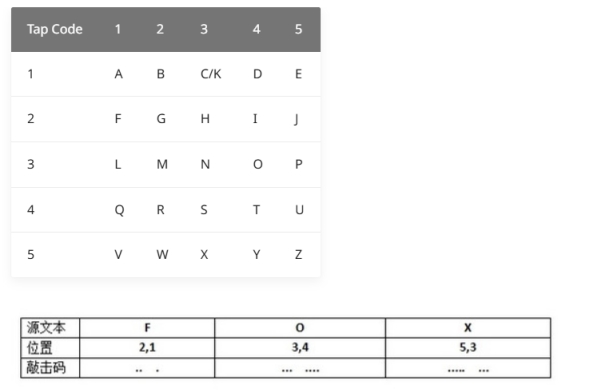 Tap Code 1 2 3 4 5
1 A B C/K D E
2 F G H I J
3 L M N O P
4 Q R S T U
5 V W X Y Z
源文本 F O X
位置 2,1 3,4 5,3
敲击码 .. . ... .... ..... ...